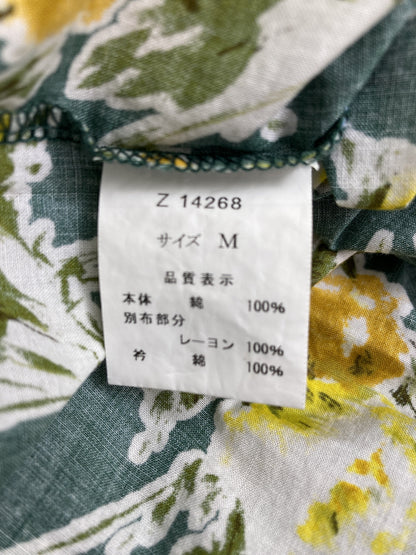 Z 14268
サイズ M
品質表示
本体 綿 100%
別布部分
レーヨン 100%
衿 綿 100%